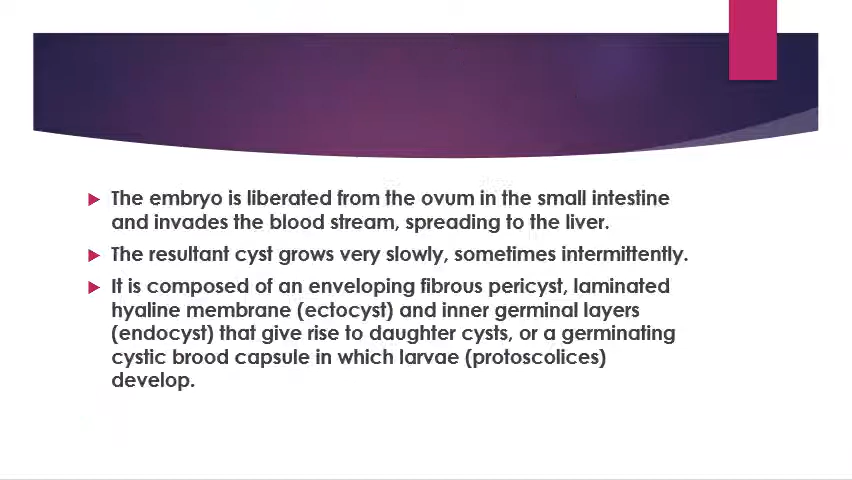 The embryo is liberated from the ovum in the small intestine
and invades the blood stream, spreading to the liver.
The resultant cyst grows very slowly, sometimes intermittently.
It is composed of an enveloping fibrous pericyst, laminated
hyaline membrane (ectocyst) and inner germinal layers
(endocyst) that give rise to daughter cysts, or a germinating
cystic brood capsule in which larvae (protoscolices)
develop.